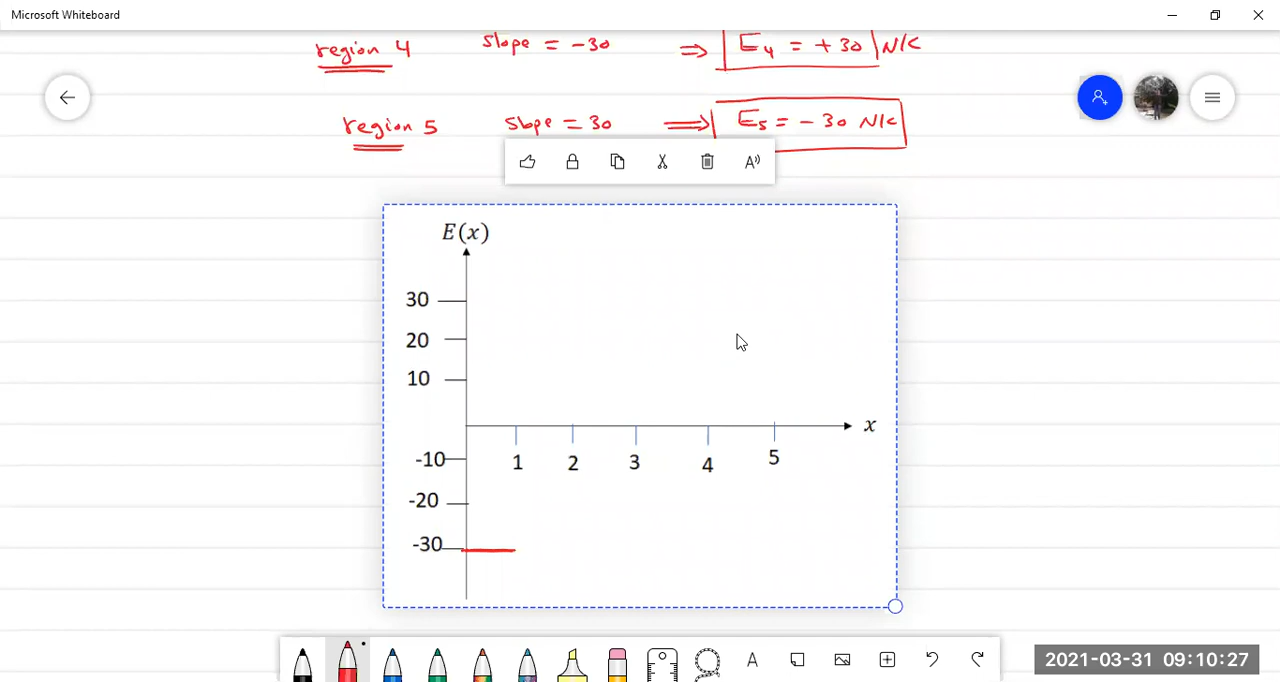 Microsoft Whiteboard
region 4 slope = -30 ⇒ E₄ = +30 N/C
region 5 slope = 30 ⇒ E₅ = -30 N/C
E(x)
30
20
10
-10
-20
-30
1 2 3 4 5
x
2021-03-31 09:10:27